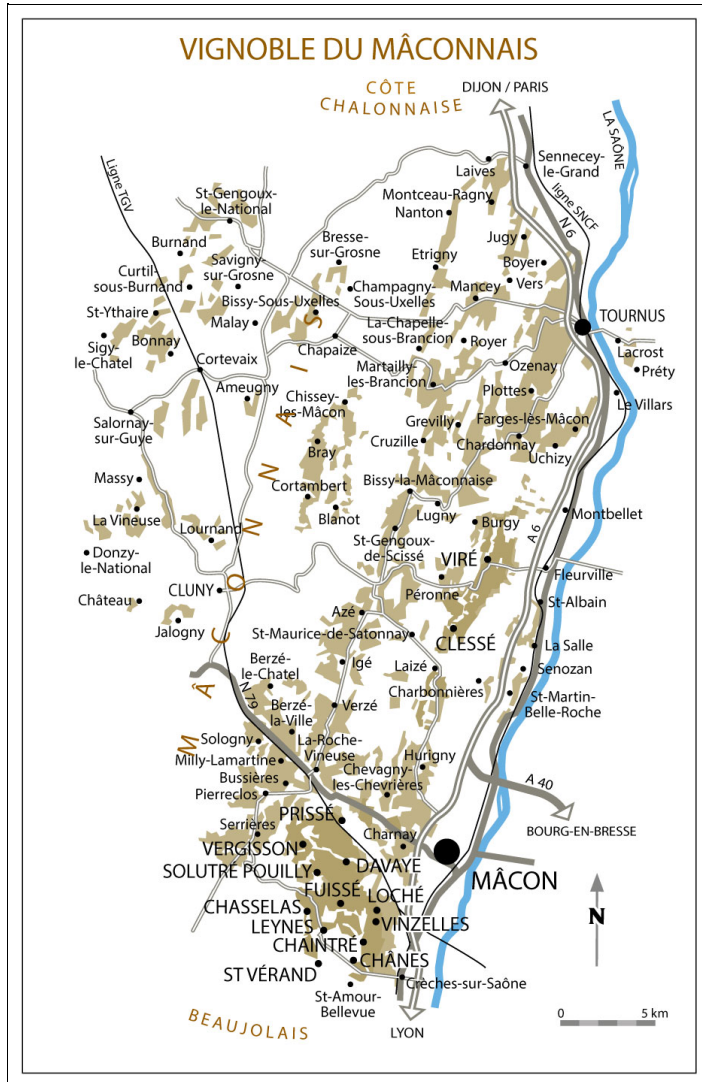 VIGNOBLE DU MÂCONNAIS
CÔTE
CHALONNAISE
DIJON / PARIS
LA SAÔNE
Ligne TGV
ligne SNCF
N 6
Laives
Sennecey-
le-Grand
St-Gengoux-
le-National
Montceau-Ragny
Nanton
Burnand
Bresse-
sur-Grosne
Jugy
Etrigny
Boyer
Savigny-
sur-Grosne
Curtil-
sous-Burnand
Champagny-
Sous-Uxelles
Mancey
Vers
Bissy-Sous-Uxelles
St-Ythaire
Malay
La-Chapelle-
sous-Brancion
TOURNUS
Royer
Sigy-
le-Chatel
Bonnay
Chapaize
Lacrost
Cortevaix
Martailly-
les-Brancion
Ozenay
Préty
Ameugny
Chissey-
les-Mâcon
Plottes
Le Villars
Salornay-
sur-Guye
Grevilly
Farges-lès-Mâcon
Cruzille
Chardonnay
Bray
Uchizy
Massy
Bissy-la-Mâconnaise
Cortambert
La Vineuse
Blanot
Lugny
Burgy
Montbellet
Lournand
St-Gengoux-
de-Scissé
A 6
Donzy-
le-National
VIRÉ
Fleurville
CLUNY
Péronne
Château
St-Albain
Azé
Jalogny
St-Maurice-de-Satonnay
CLESSÉ
La Salle
Berzé-
le-Chatel
Igé
Laizé
Senozan
Charbonnières
N 79
St-Martin-
Belle-Roche
Berzé-
la-Ville
Verzé
MÂCONNAIS
Sologny
La-Roche-
Vineuse
Hurigny
Milly-Lamartine
Chevagny-
les-Chevrières
Bussières
A 40
Pierreclos
PRISSÉ
BOURG-EN-BRESSE
Serrières
Charnay
VERGISSON
DAVAYE
SOLUTRÉ POUILLY
MÂCON
FUISSÉ
LOCHÉ
CHASSELAS
VINZELLES
LEYNES
CHAINTRÉ
N
CHÂNES
ST VÉRAND
Crèches-sur-Saône
St-Amour-
Bellevue
0 5 km
BEAUJOLAIS
LYON